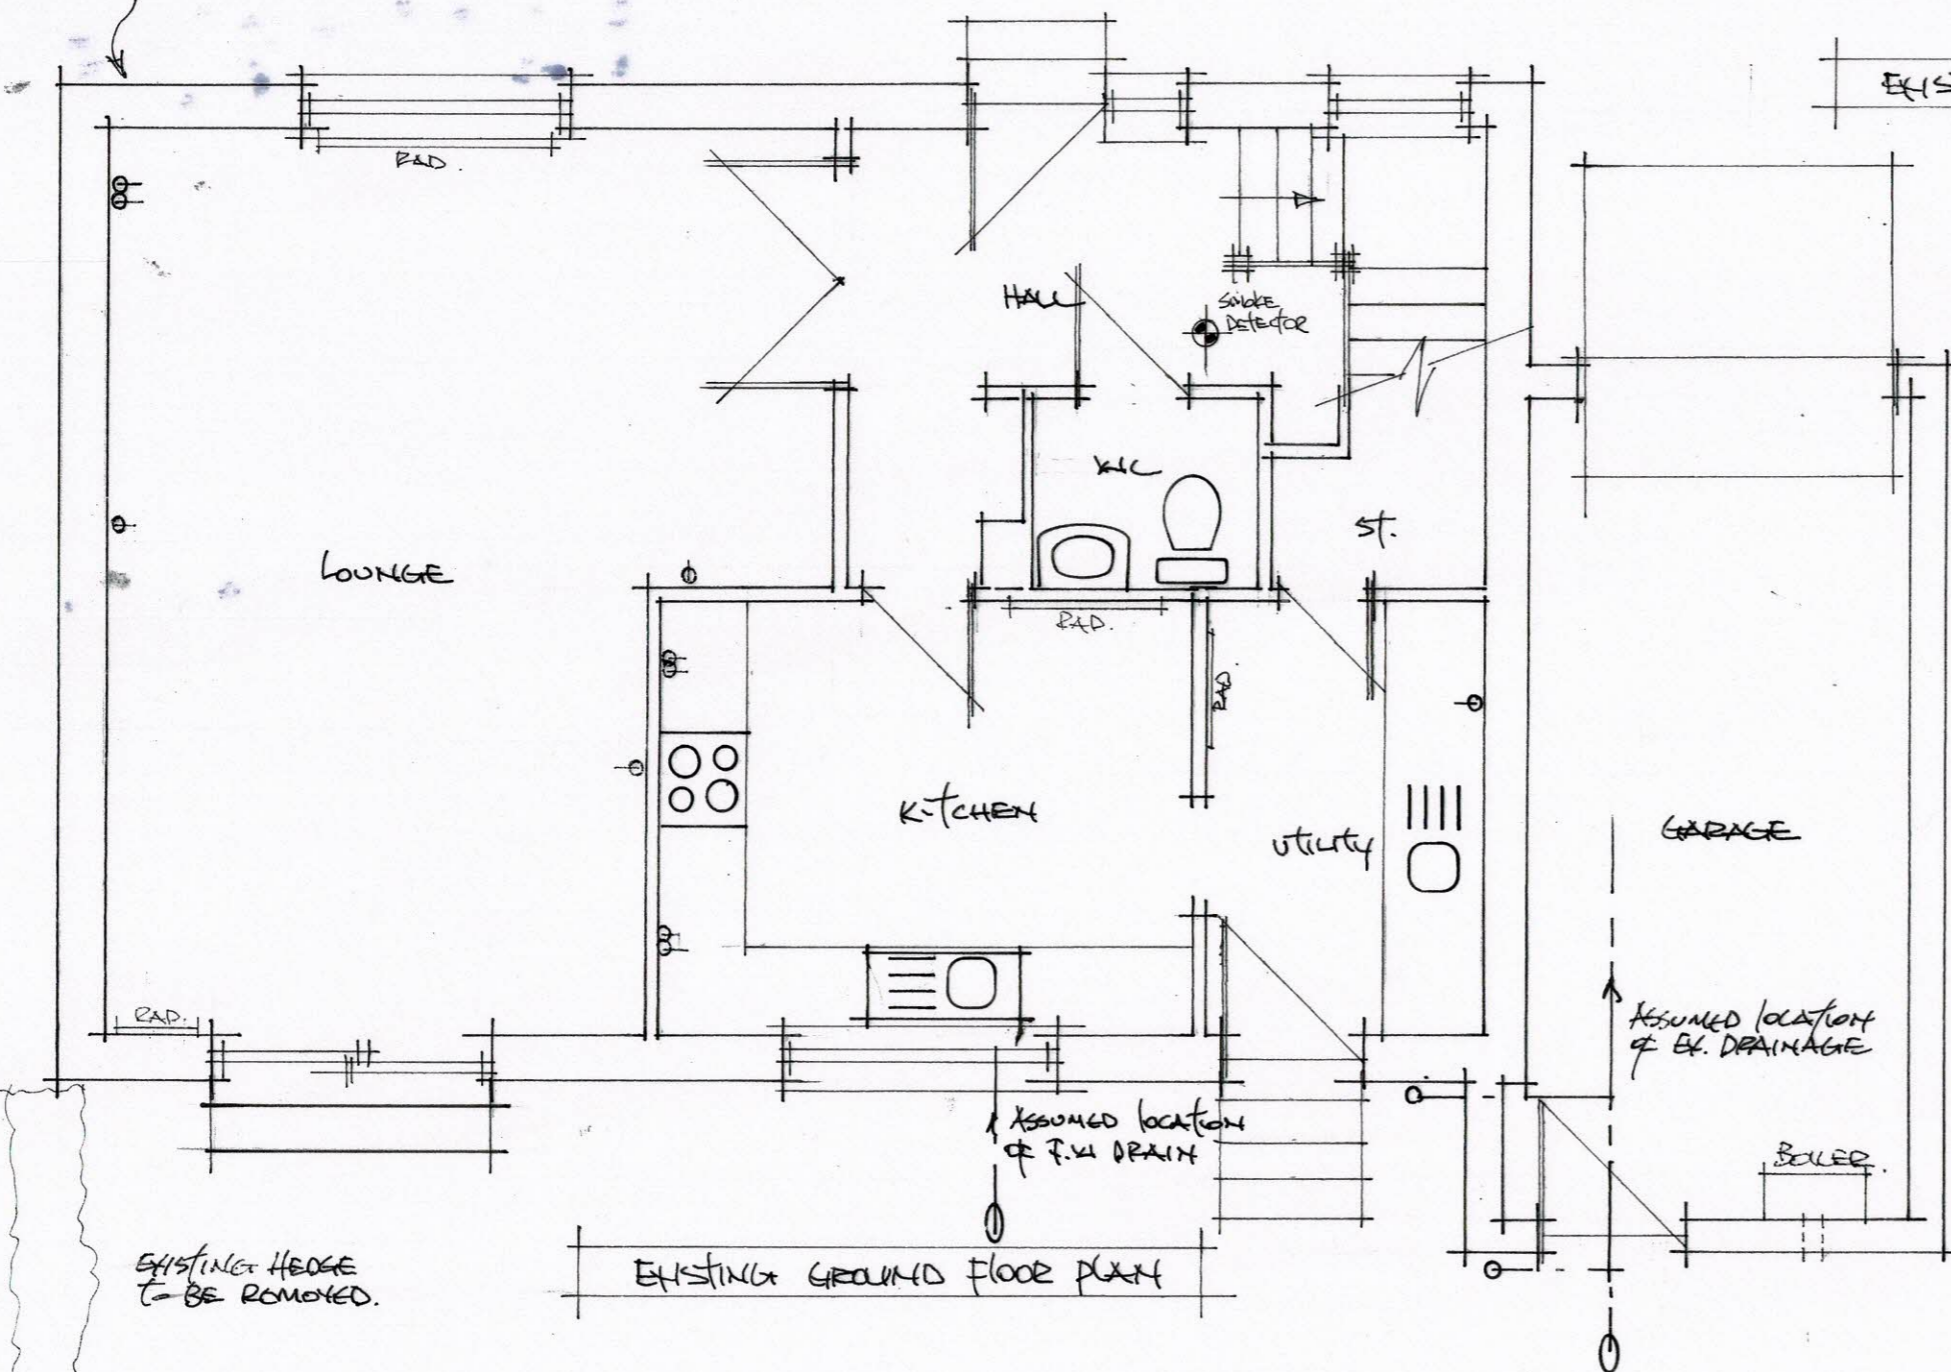 RAD.
HALL
SMOKE
DETECTOR
W.C
ST.
LOUNGE
RAD.
RAD
KITCHEN
UTILITY
GARAGE
RAD.
ASSUMED LOCATION
OF EX. DRAINAGE
ASSUMED LOCATION
OF F.W DRAIN
BOILER.
EXISTING HEDGE
TO BE REMOVED.
EXISTING GROUND FLOOR PLAN